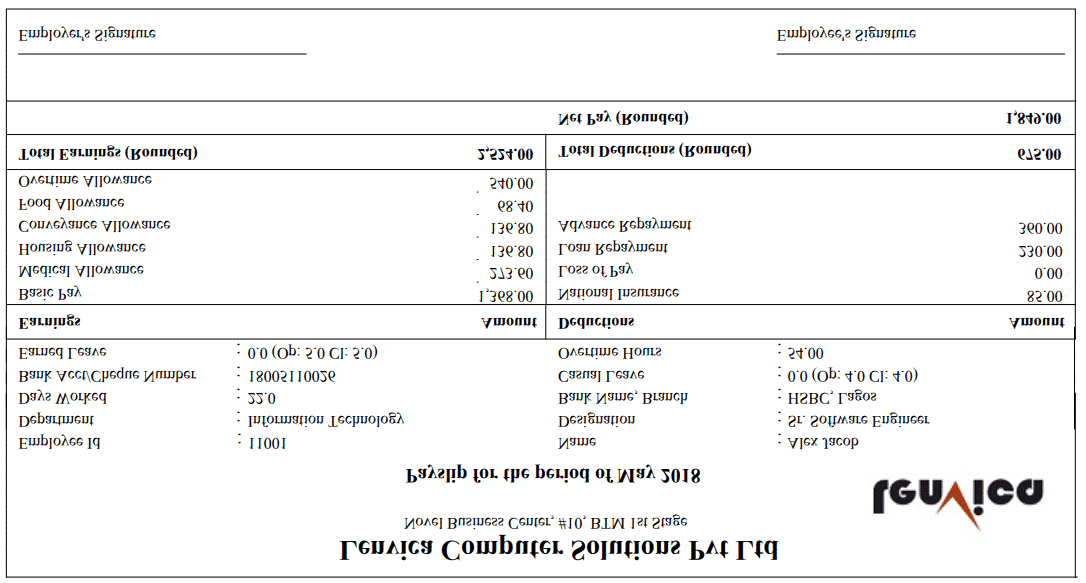 Lenvica Computer Solutions Pvt Ltd
Novel Business Center, #10, BTM 1st Stage
lenvica
Payslip for the period of May 2018
Employee Id : 11001 Name : Alex Jacob
Department : Information Technology Designation : Sr. Software Engineer
Days Worked : 22.0 Bank Name, Branch : HSBC, Lagos
Bank Acct/Cheque Number : 18005110026 Casual Leave : 0.0 (Op: 4.0 Cl: 4.0)
Earned Leave : 0.0 (Op: 5.0 Cl: 5.0) Overtime Hours : 54.00
Earnings Amount Deductions Amount
Basic Pay 1,368.00 National Insurance 85.00
Medical Allowance 273.60 Loss of Pay 0.00
Housing Allowance 136.80 Loan Repayment 230.00
Conveyance Allowance 136.80 Advance Repayment 360.00
Food Allowance 68.40
Overtime Allowance 540.00
Total Earnings (Rounded) 2,524.00 Total Deductions (Rounded) 675.00
Net Pay (Rounded) 1,849.00
Employer's Signature Employee's Signature